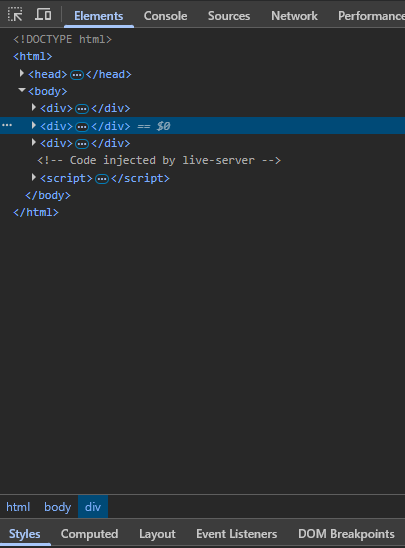 Elements Console Sources Network Performance
<!DOCTYPE html>
<html>
<head>…</head>
<body>
<div>…</div>
… <div>…</div> == $0
<div>…</div>
<!-- Code injected by live-server -->
<script>…</script>
</body>
</html>
html body div
Styles Computed Layout Event Listeners DOM Breakpoints